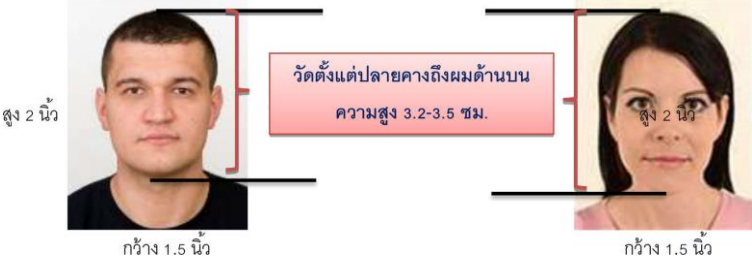 วัดตั้งแต่ปลายคางถึงผมด้านบน
ความสูง 3.2-3.5 ซม.
สูง 2 นิ้ว
สูง 2 นิ้ว
กว้าง 1.5 นิ้ว
กว้าง 1.5 นิ้ว